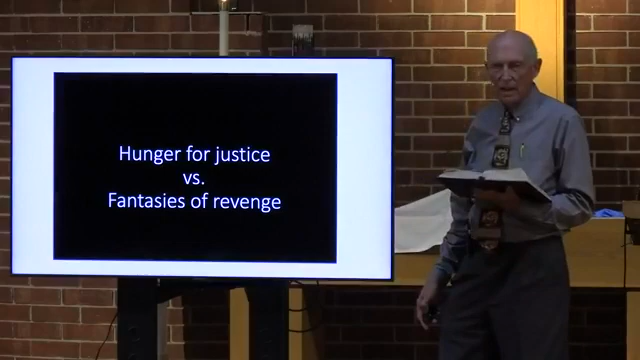 Hunger for justice
vs.
Fantasies of revenge